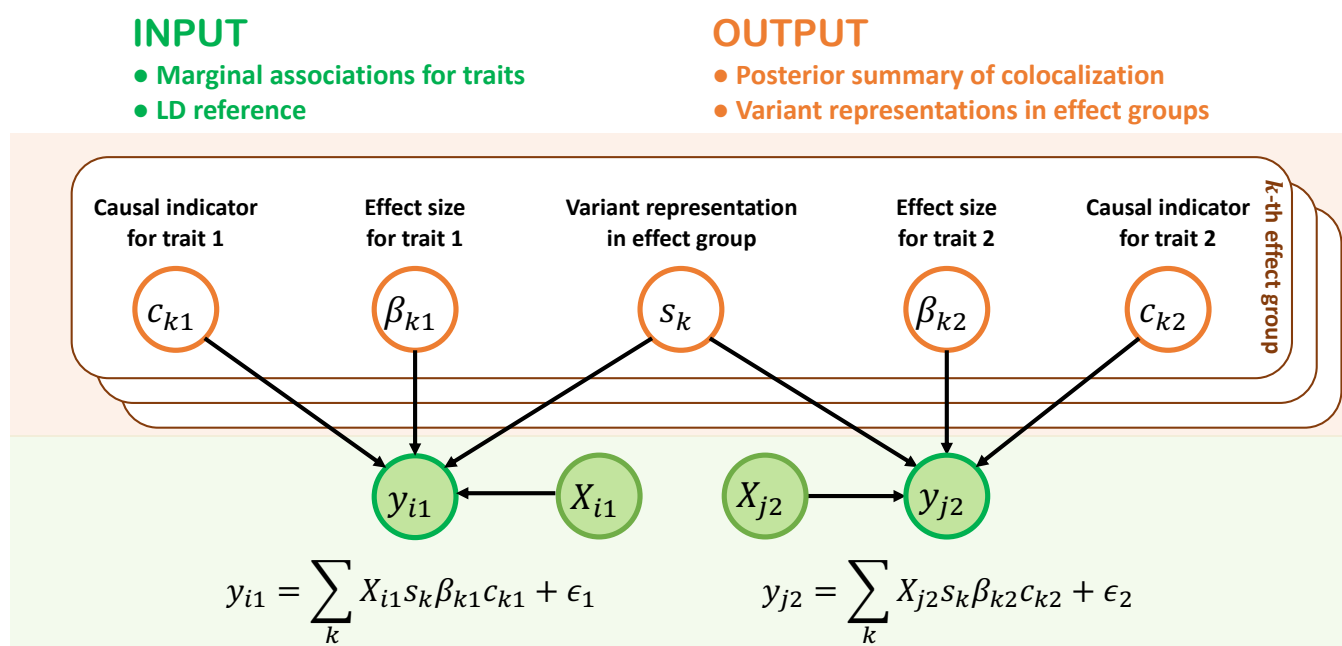 INPUT
● Marginal associations for traits
● LD reference
OUTPUT
● Posterior summary of colocalization
● Variant representations in effect groups
Causal indicator
for trait 1
Effect size
for trait 1
Variant representation
in effect group
Effect size
for trait 2
Causal indicator
for trait 2
k-th effect group
c_{k1}
β_{k1}
s_k
β_{k2}
c_{k2}
y_{i1}
X_{i1}
X_{j2}
y_{j2}
y_{i1} = ∑_k X_{i1} s_k β_{k1} c_{k1} + ϵ_1
y_{j2} = ∑_k X_{j2} s_k β_{k2} c_{k2} + ϵ_2